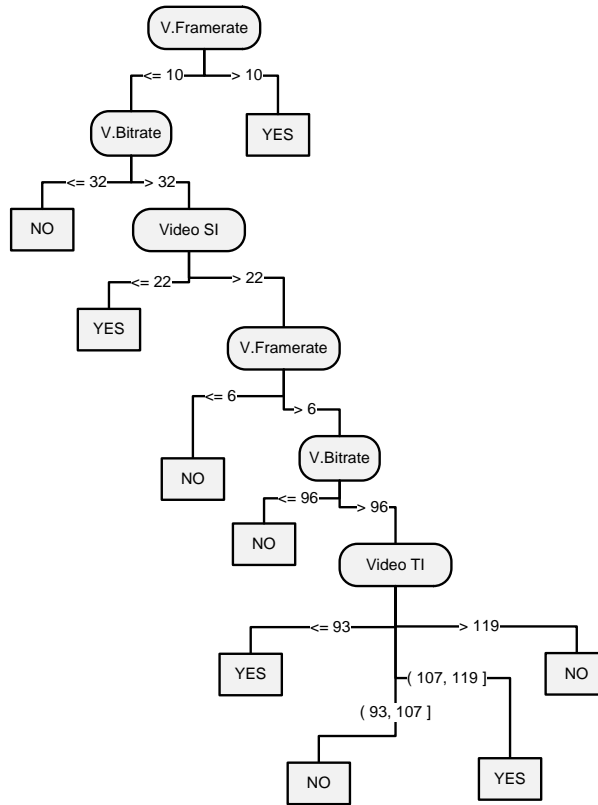 V.Framerate
<= 10
> 10
V.Bitrate
YES
<= 32
> 32
NO
Video SI
<= 22
> 22
YES
V.Framerate
<= 6
> 6
NO
V.Bitrate
<= 96
> 96
NO
Video TI
<= 93
> 119
YES
NO
( 107, 119 ]
( 93, 107 ]
NO
YES